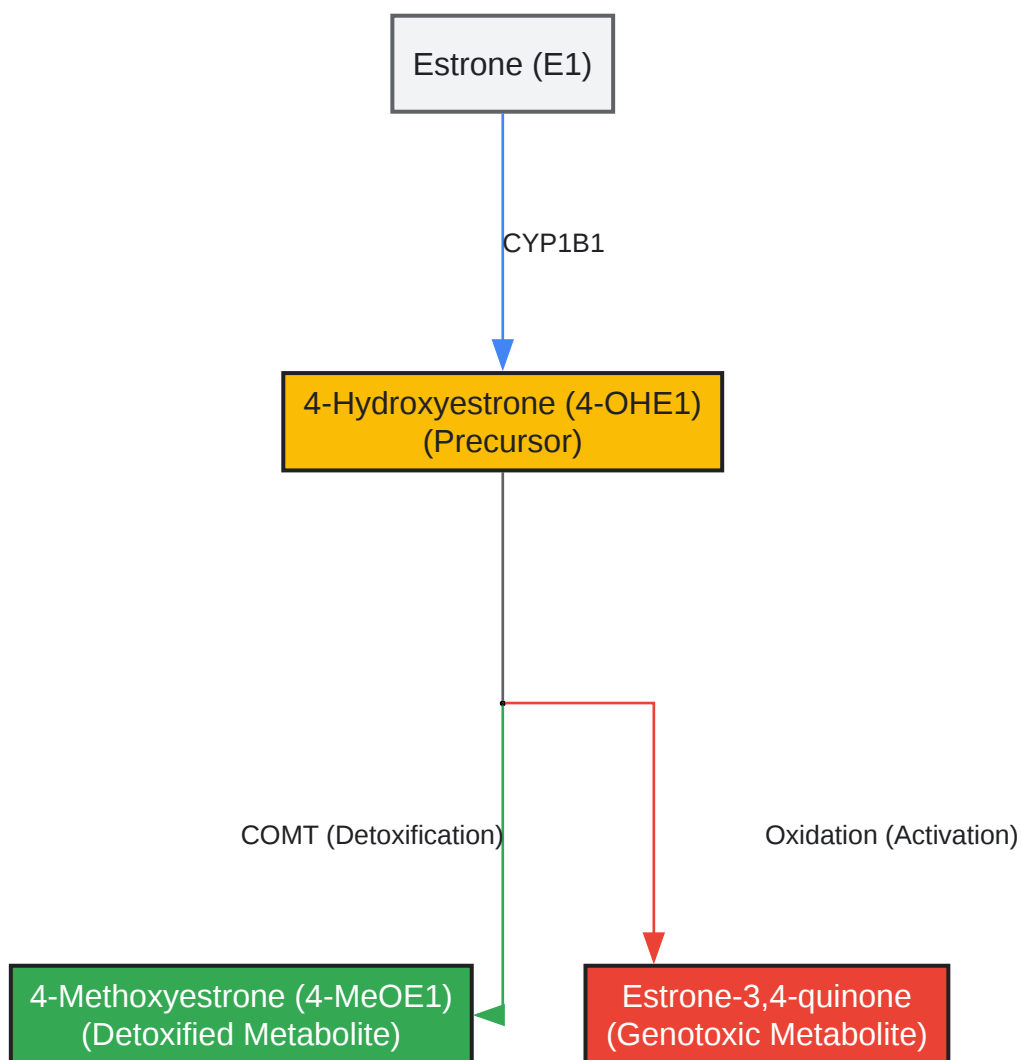 Estrone (E1)
CYP1B1
4-Hydroxyestrone (4-OHE1)
(Precursor)
COMT (Detoxification)
Oxidation (Activation)
4-Methoxyestrone (4-MeOE1)
(Detoxified Metabolite)
Estrone-3,4-quinone
(Genotoxic Metabolite)